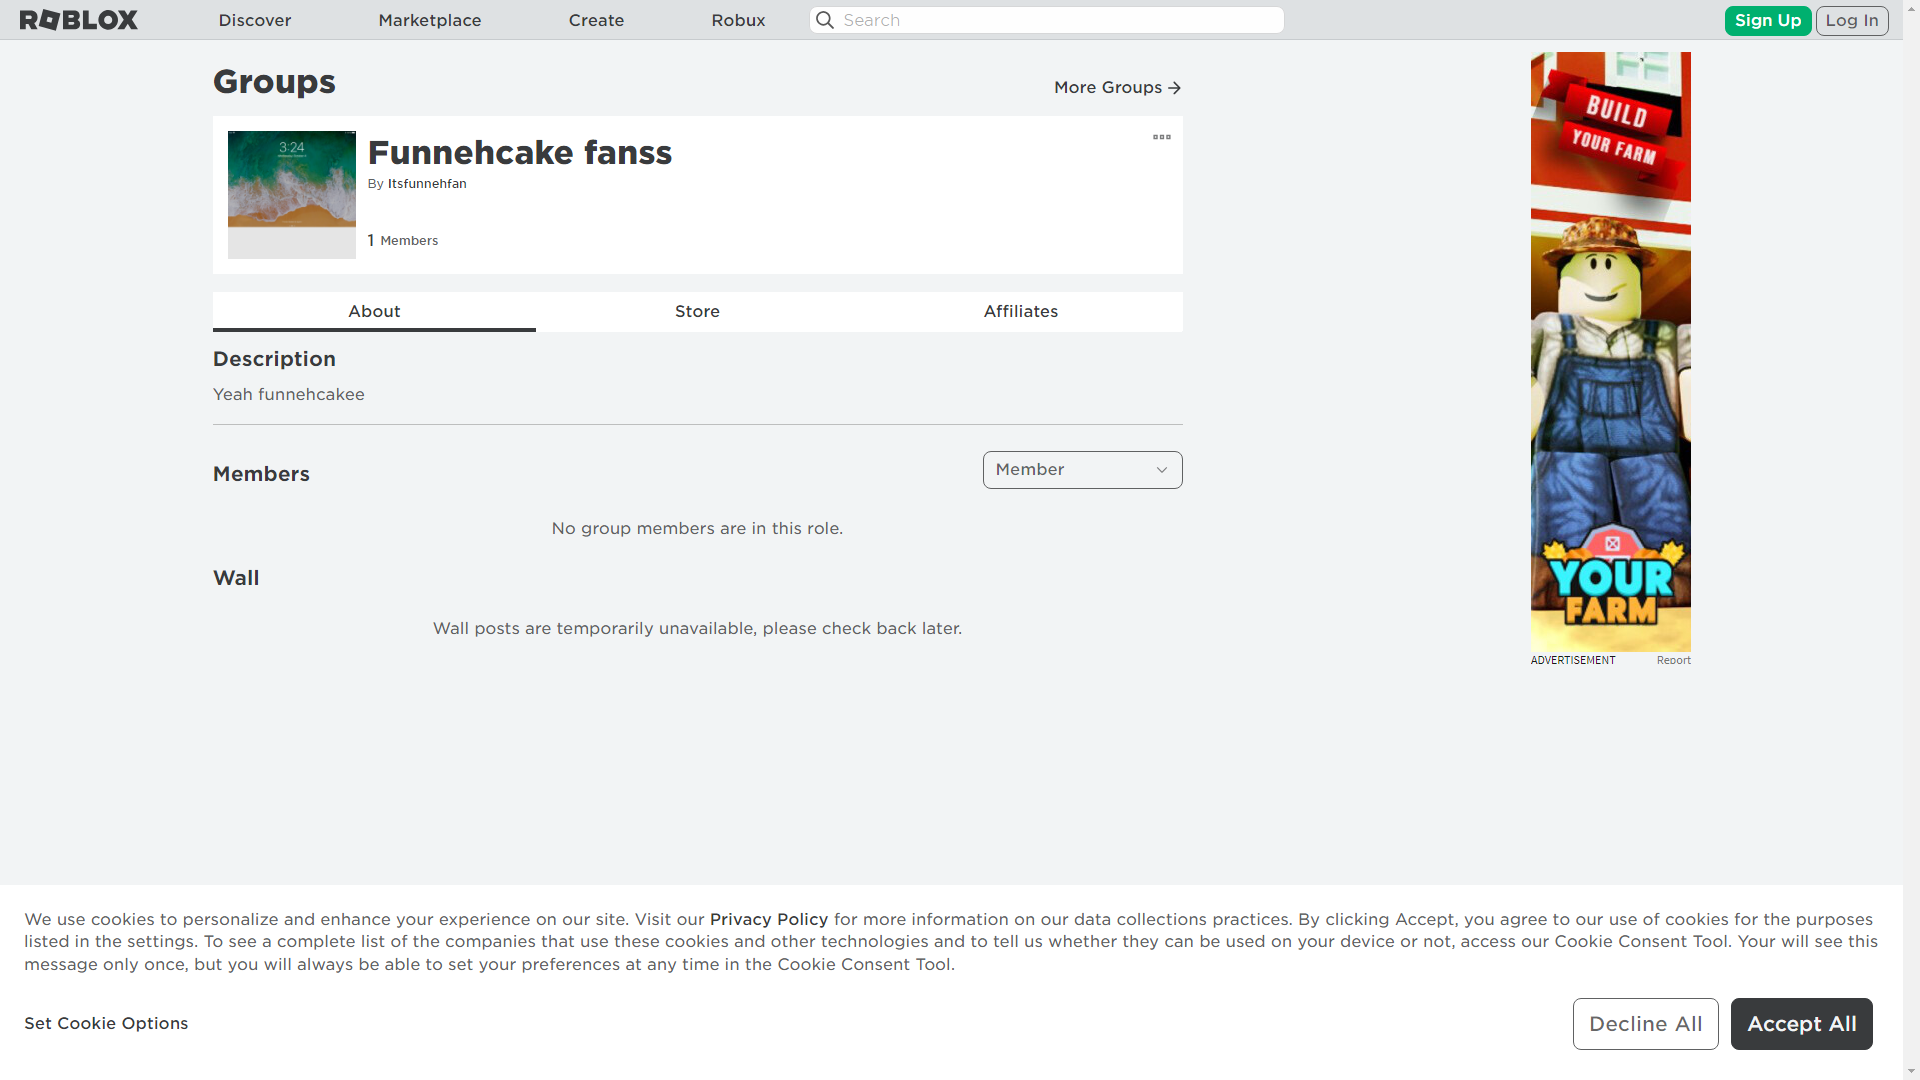 ROBLOX
Discover
Marketplace
Create
Robux
Search
Sign Up
Log In
Groups
More Groups
3:24
Funnehcake fanss
By Itsfunnehfan
1 Members
About
Store
Affiliates
Description
Yeah funnehcakee
Members
Member
No group members are in this role.
Wall
Wall posts are temporarily unavailable, please check back later.
BUILD
YOUR FARM
YOUR
FARM
ADVERTISEMENT
Report
We use cookies to personalize and enhance your experience on our site. Visit our Privacy Policy for more information on our data collections practices. By clicking Accept, you agree to our use of cookies for the purposes
listed in the settings. To see a complete list of the companies that use these cookies and other technologies and to tell us whether they can be used on your device or not, access our Cookie Consent Tool. Your will see this
message only once, but you will always be able to set your preferences at any time in the Cookie Consent Tool.
Set Cookie Options
Decline All
Accept All